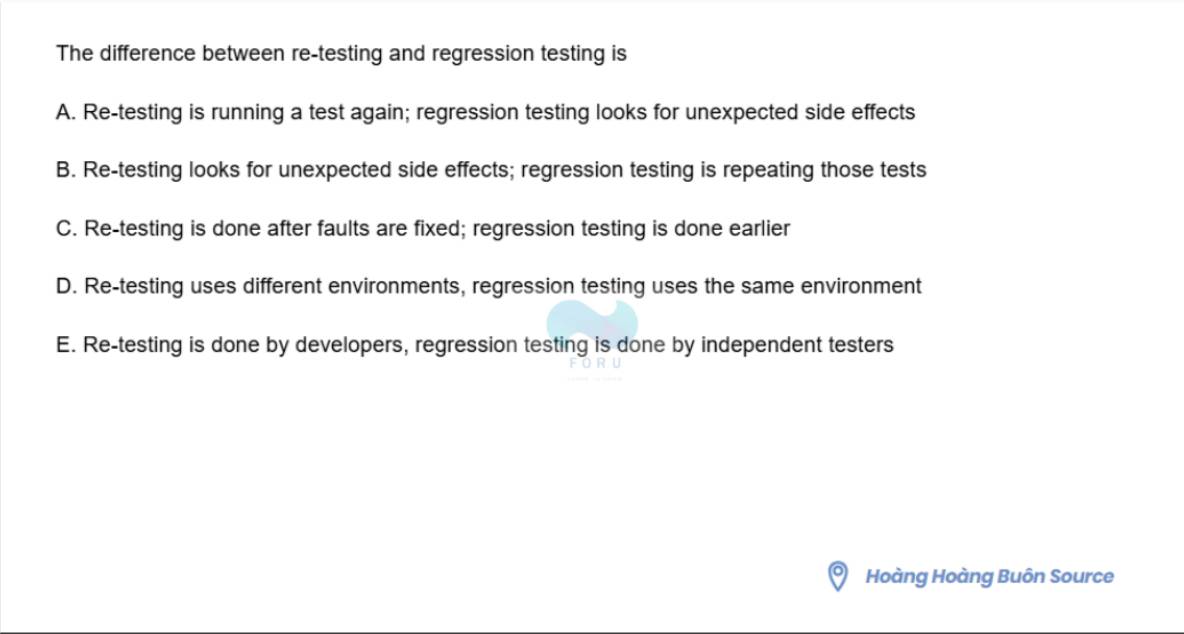 The difference between re-testing and regression testing is
A. Re-testing is running a test again; regression testing looks for unexpected side effects
B. Re-testing looks for unexpected side effects; regression testing is repeating those tests
C. Re-testing is done after faults are fixed; regression testing is done earlier
D. Re-testing uses different environments, regression testing uses the same environment
E. Re-testing is done by developers, regression testing is done by independent testers
FORU
Hoàng Hoàng Buôn Source